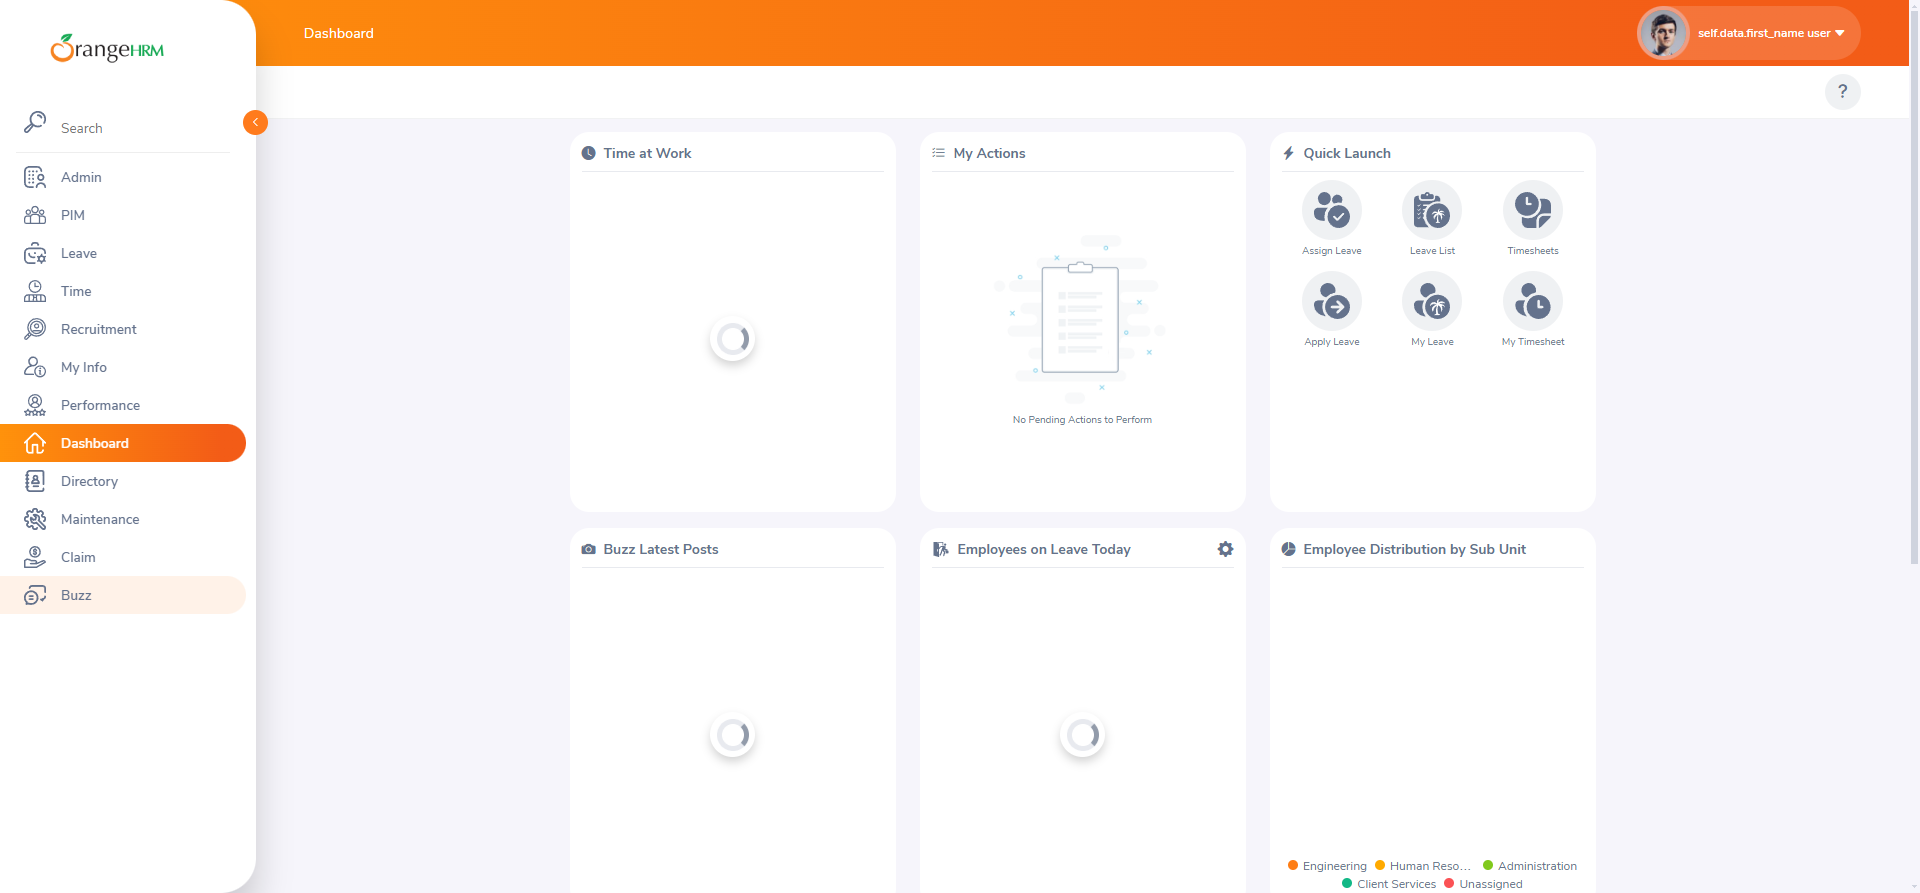 OrangeHRM
Dashboard
self.data.first_name user
?
Search
Admin
PIM
Leave
Time
Recruitment
My Info
Performance
Dashboard
Directory
Maintenance
Claim
Buzz
Time at Work
My Actions
No Pending Actions to Perform
Quick Launch
Assign Leave
Leave List
Timesheets
Apply Leave
My Leave
My Timesheet
Buzz Latest Posts
Employees on Leave Today
Employee Distribution by Sub Unit
Engineering
Human Reso...
Administration
Client Services
Unassigned